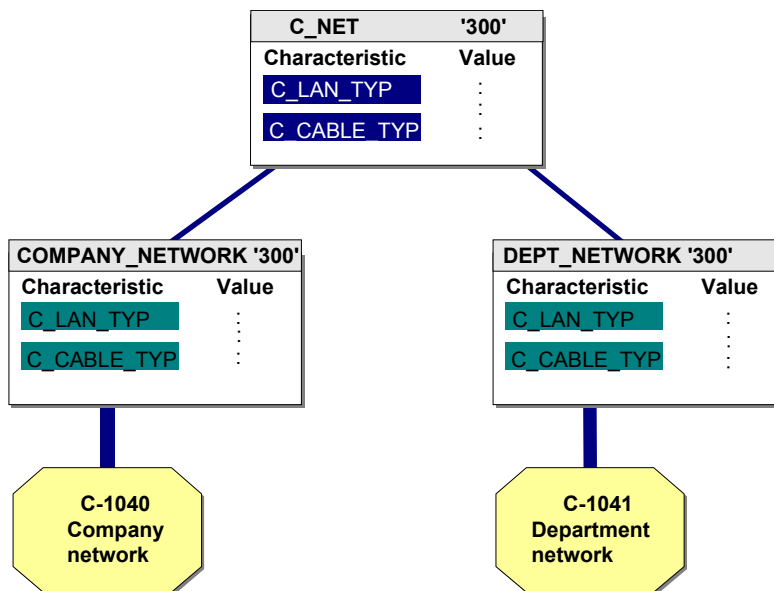 C_NET '300'
Characteristic Value
C_LAN_TYP :
C_CABLE_TYP :
COMPANY_NETWORK '300'
Characteristic Value
C_LAN_TYP :
C_CABLE_TYP :
DEPT_NETWORK '300'
Characteristic Value
C_LAN_TYP :
C_CABLE_TYP :
C-1040
Company
network
C-1041
Department
network